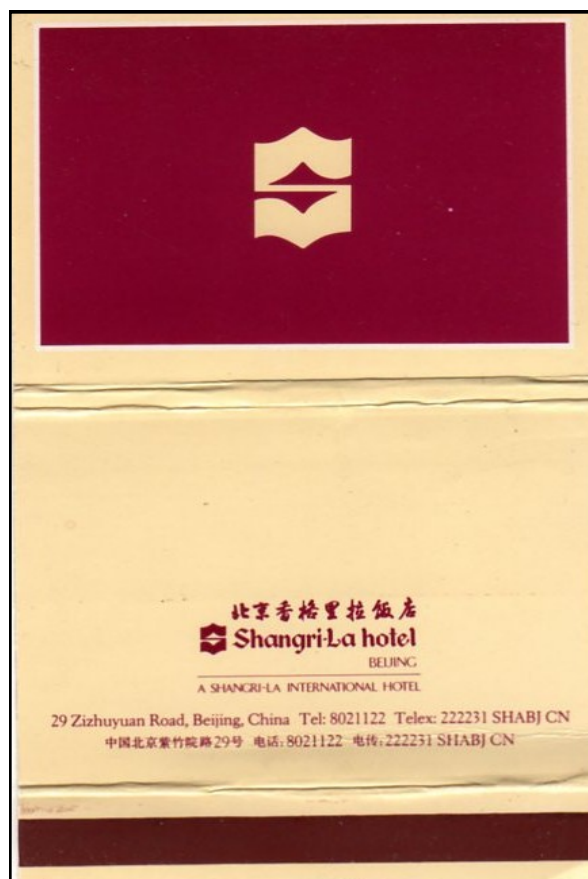 北京香格里拉饭店
Shangri-La hotel
BEIJING
A SHANGRI-LA INTERNATIONAL HOTEL
29 Zizhuyuan Road, Beijing, China Tel: 8021122 Telex: 222231 SHABJ CN
中国北京紫竹院路29号 电话: 8021122 电传: 222231 SHABJ CN